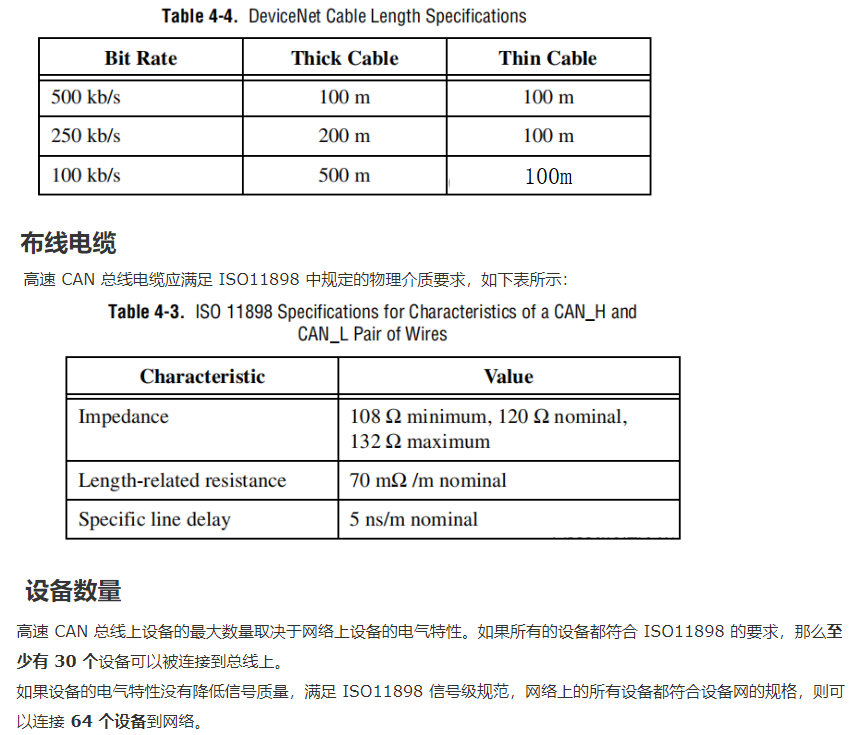 Table 4-4. DeviceNet Cable Length Specifications
Bit Rate Thick Cable Thin Cable
500 kb/s 100 m 100 m
250 kb/s 200 m 100 m
100 kb/s 500 m 100m
布线电缆
高速 CAN 总线电缆应满足 ISO11898 中规定的物理介质要求，如下表所示：
Table 4-3. ISO 11898 Specifications for Characteristics of a CAN_H and
CAN_L Pair of Wires
Characteristic Value
Impedance 108 Ω minimum, 120 Ω nominal,
132 Ω maximum
Length-related resistance 70 mΩ /m nominal
Specific line delay 5 ns/m nominal
设备数量
高速 CAN 总线上设备的最大数量取决于网络上设备的电气特性。如果所有的设备都符合 ISO11898 的要求，那么至
少有 30 个设备可以被连接到总线上。
如果设备的电气特性没有降低信号质量，满足 ISO11898 信号级规范，网络上的所有设备都符合设备网的规格，则可
以连接 64 个设备到网络。